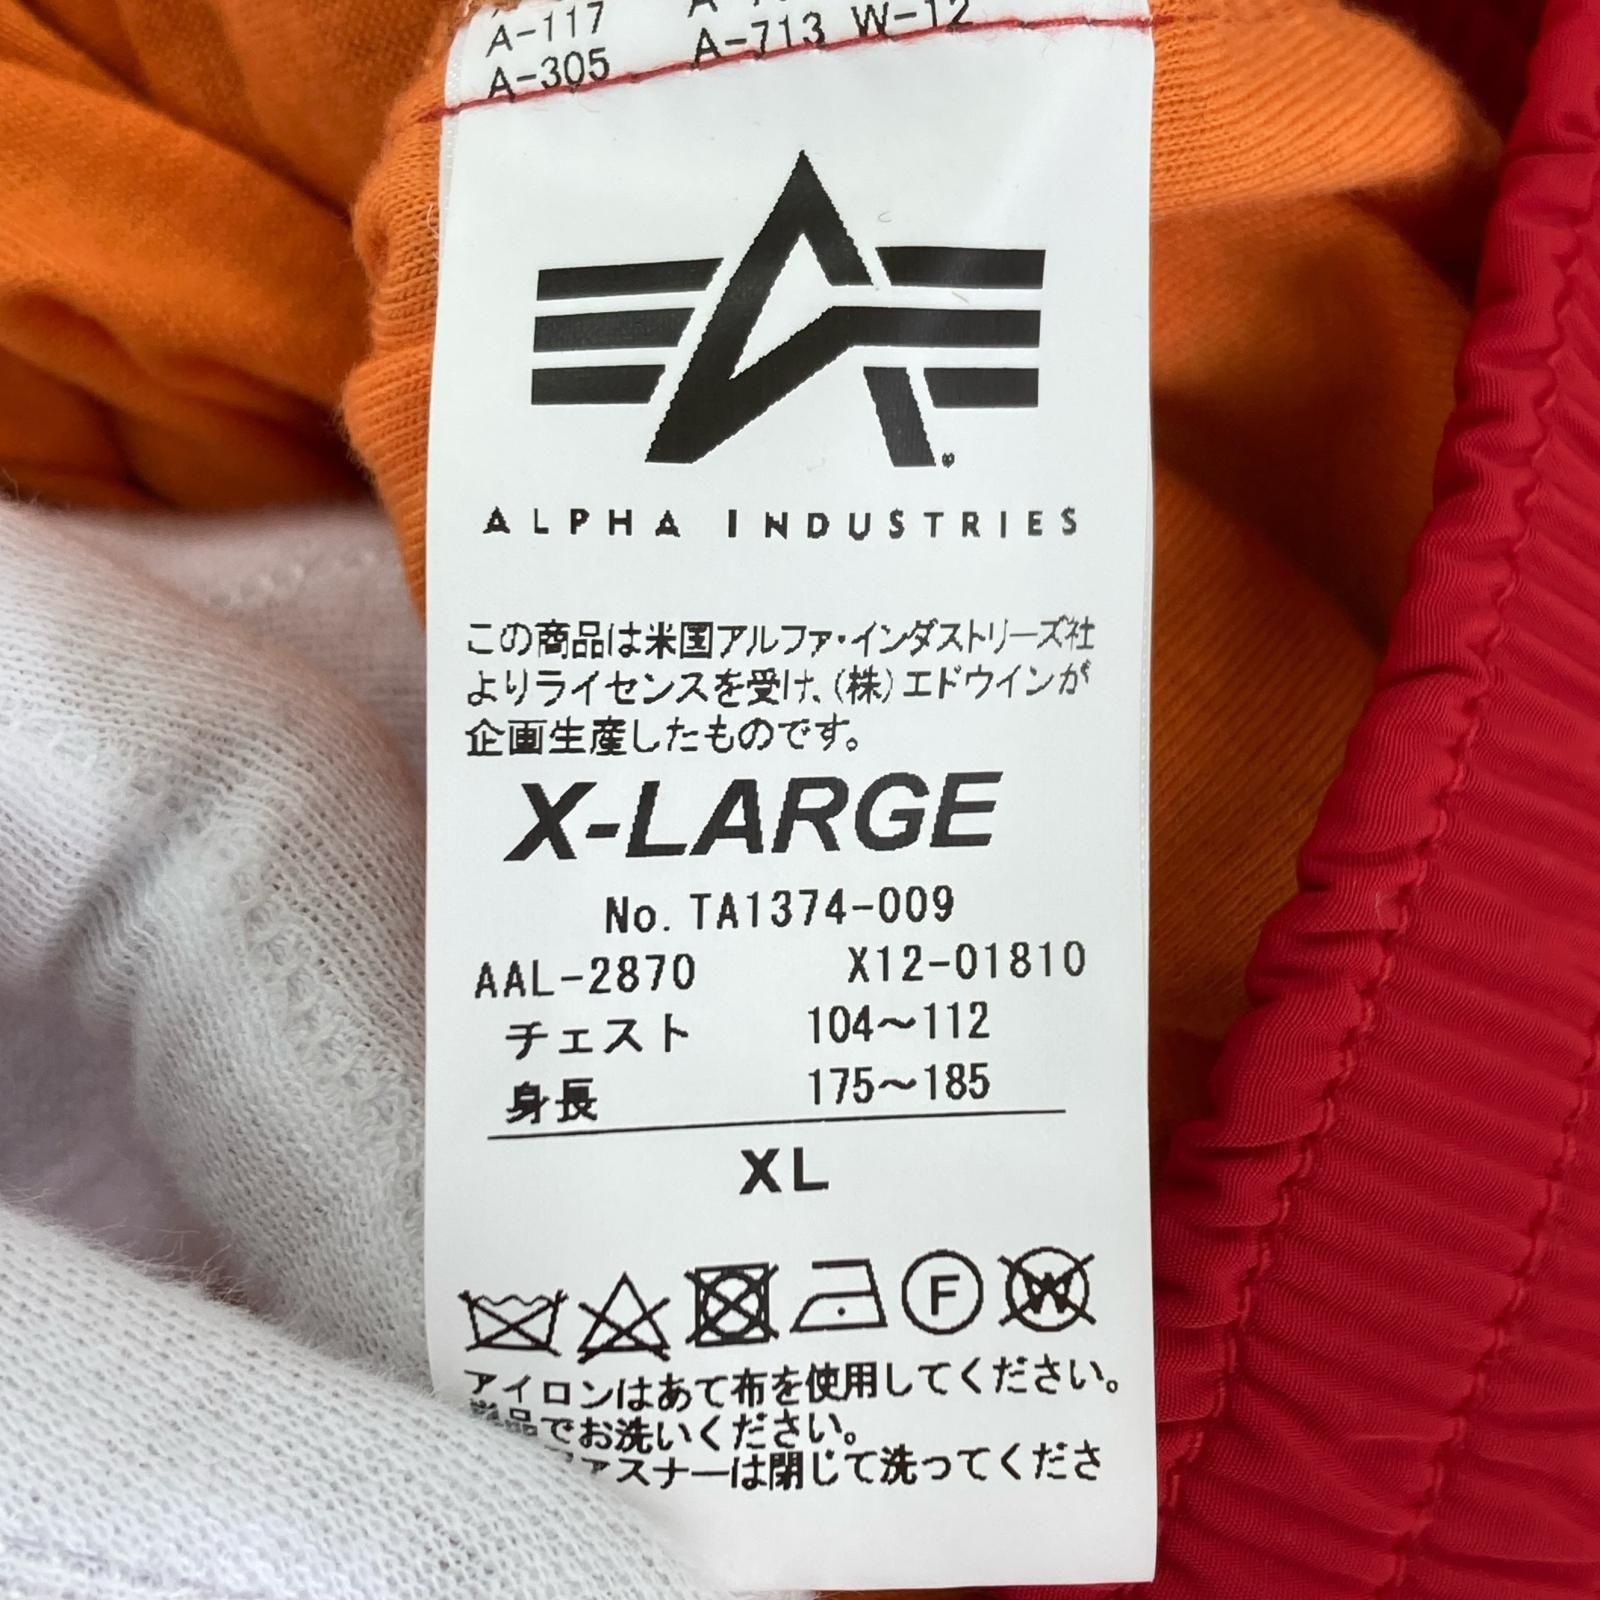 A-117
A-305 A-713 W-12
ALPHA INDUSTRIES
この商品は米国アルファ・インダストリーズ社
よりライセンスを受け、(株)エドウインが
企画生産したものです。
X-LARGE
No. TA1374-009
AAL-2870 X12-01810
チェスト 104〜112
身長 175〜185
XL
F W
アイロンはあて布を使用してください。
単品でお洗いください。
ファスナーは閉じて洗ってくださ